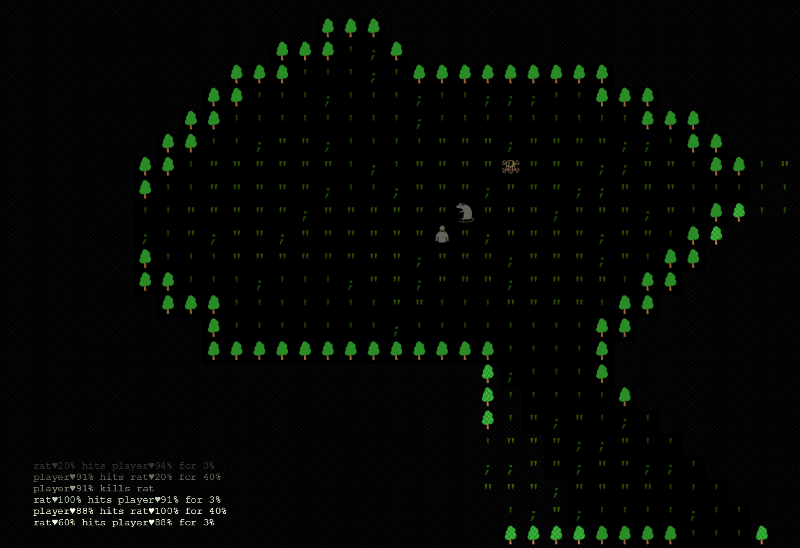 rat♥20% hits player♥94% for 3%
player♥91% hits rat♥20% for 40%
player♥91% kills rat
rat♥100% hits player♥91% for 3%
player♥88% hits rat♥100% for 40%
rat♥60% hits player♥88% for 3%